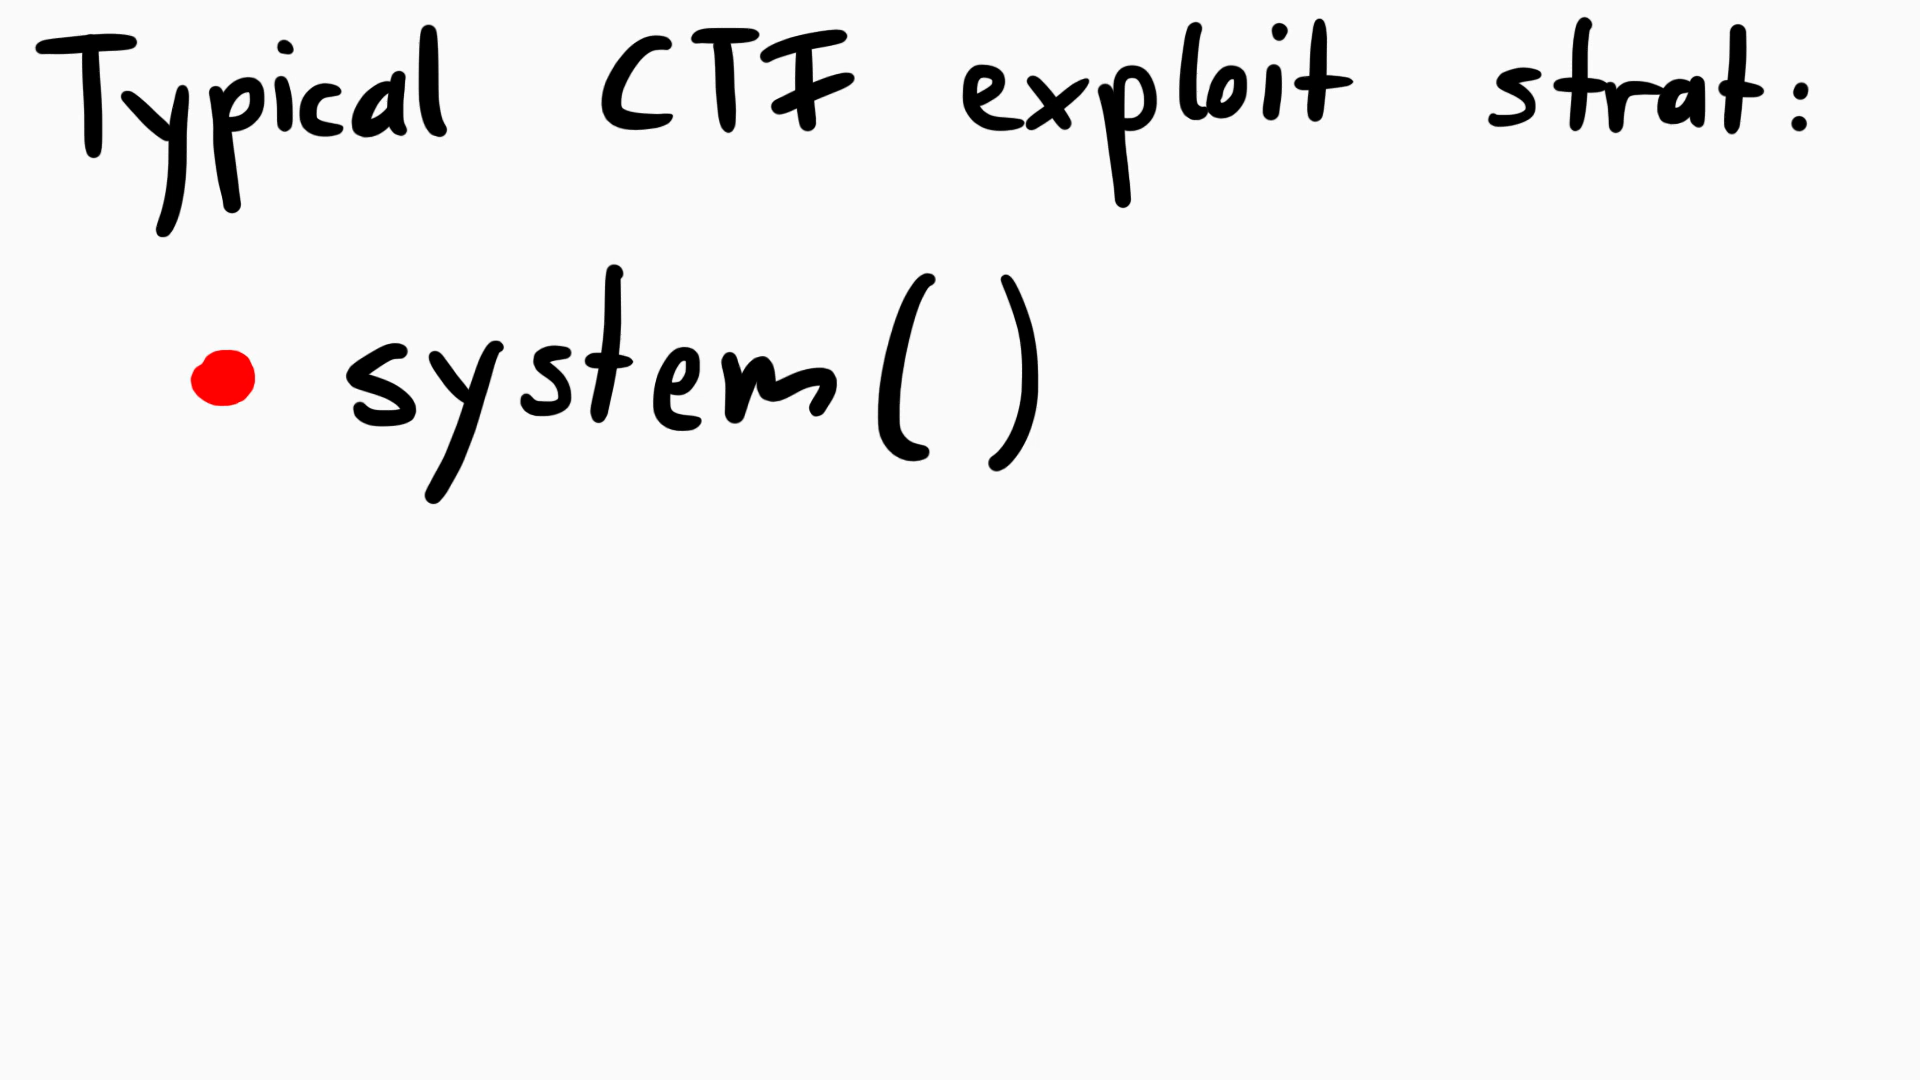 Typical CTF exploit strat:
• system()